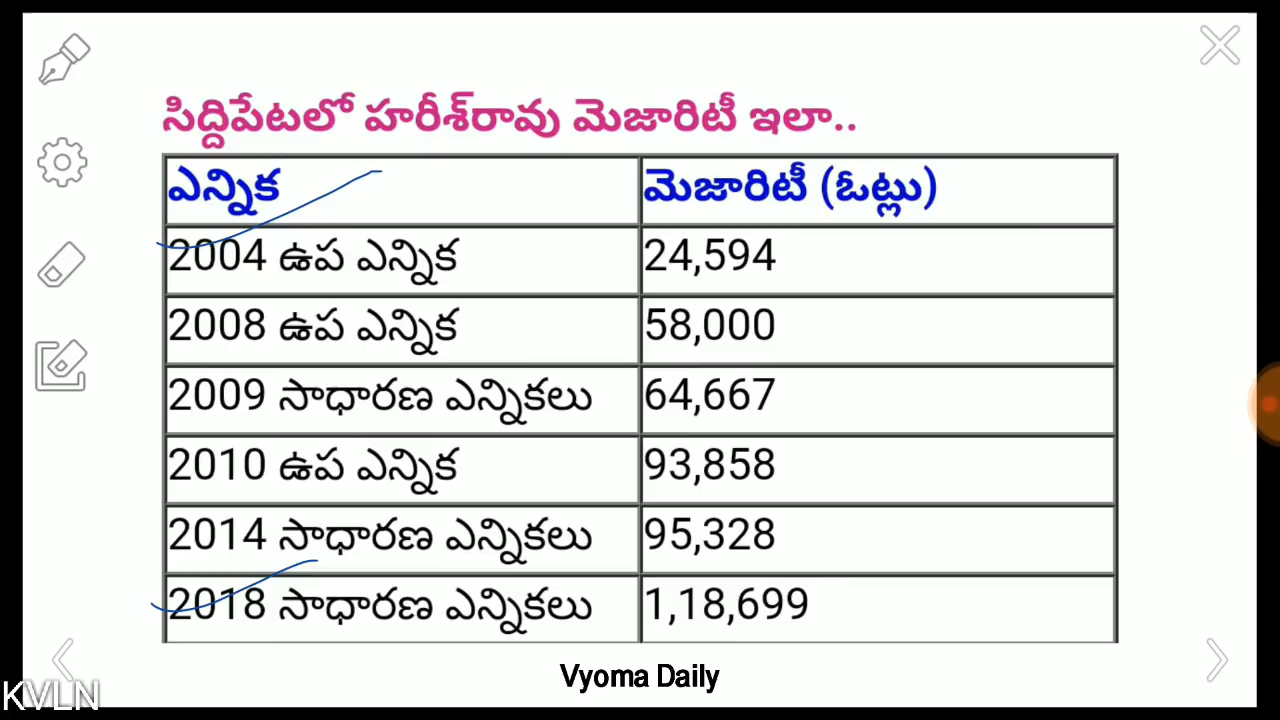 సిద్దిపేటలో హరీశ్‌రావు మెజారిటీ ఇలా..
ఎన్నిక మెజారిటీ (ఓట్లు)
2004 ఉప ఎన్నిక 24,594
2008 ఉప ఎన్నిక 58,000
2009 సాధారణ ఎన్నికలు 64,667
2010 ఉప ఎన్నిక 93,858
2014 సాధారణ ఎన్నికలు 95,328
2018 సాధారణ ఎన్నికలు 1,18,699
Vyoma Daily
KVLN